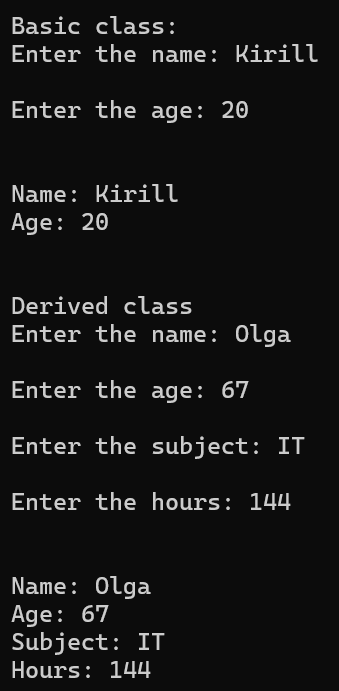 Basic class:
Enter the name: Kirill
Enter the age: 20
Name: Kirill
Age: 20
Derived class
Enter the name: Olga
Enter the age: 67
Enter the subject: IT
Enter the hours: 144
Name: Olga
Age: 67
Subject: IT
Hours: 144